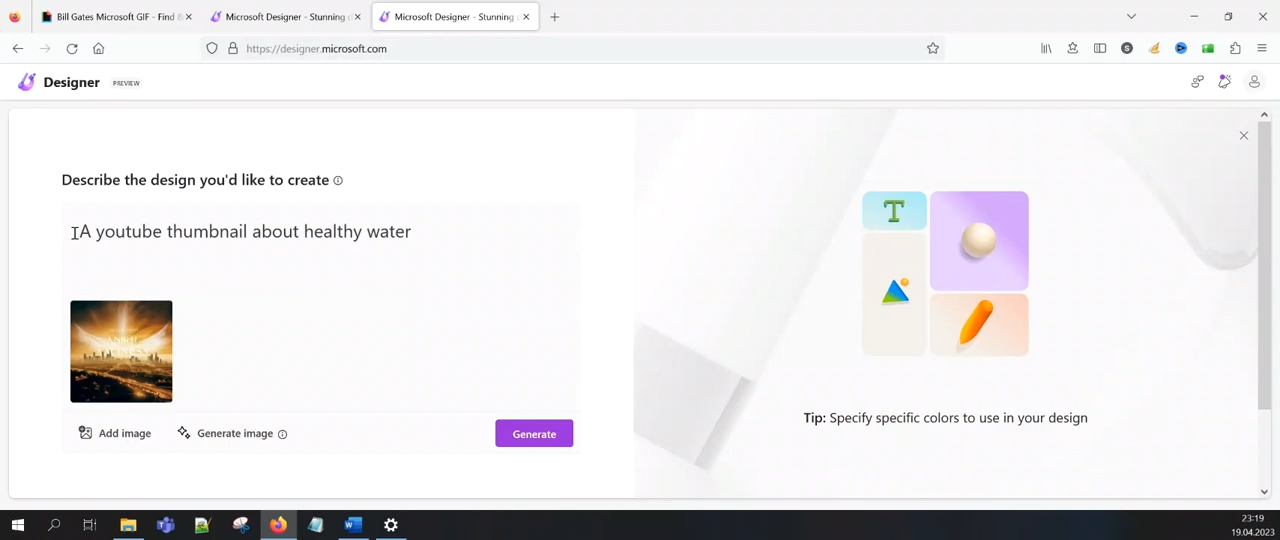 Bill Gates Microsoft GIF - Find &
Microsoft Designer - Stunning d
Microsoft Designer - Stunning d
https://designer.microsoft.com
Designer PREVIEW
Describe the design you'd like to create
A youtube thumbnail about healthy water
Add image
Generate image
Generate
T
Tip: Specify specific colors to use in your design
23:19
19.04.2023